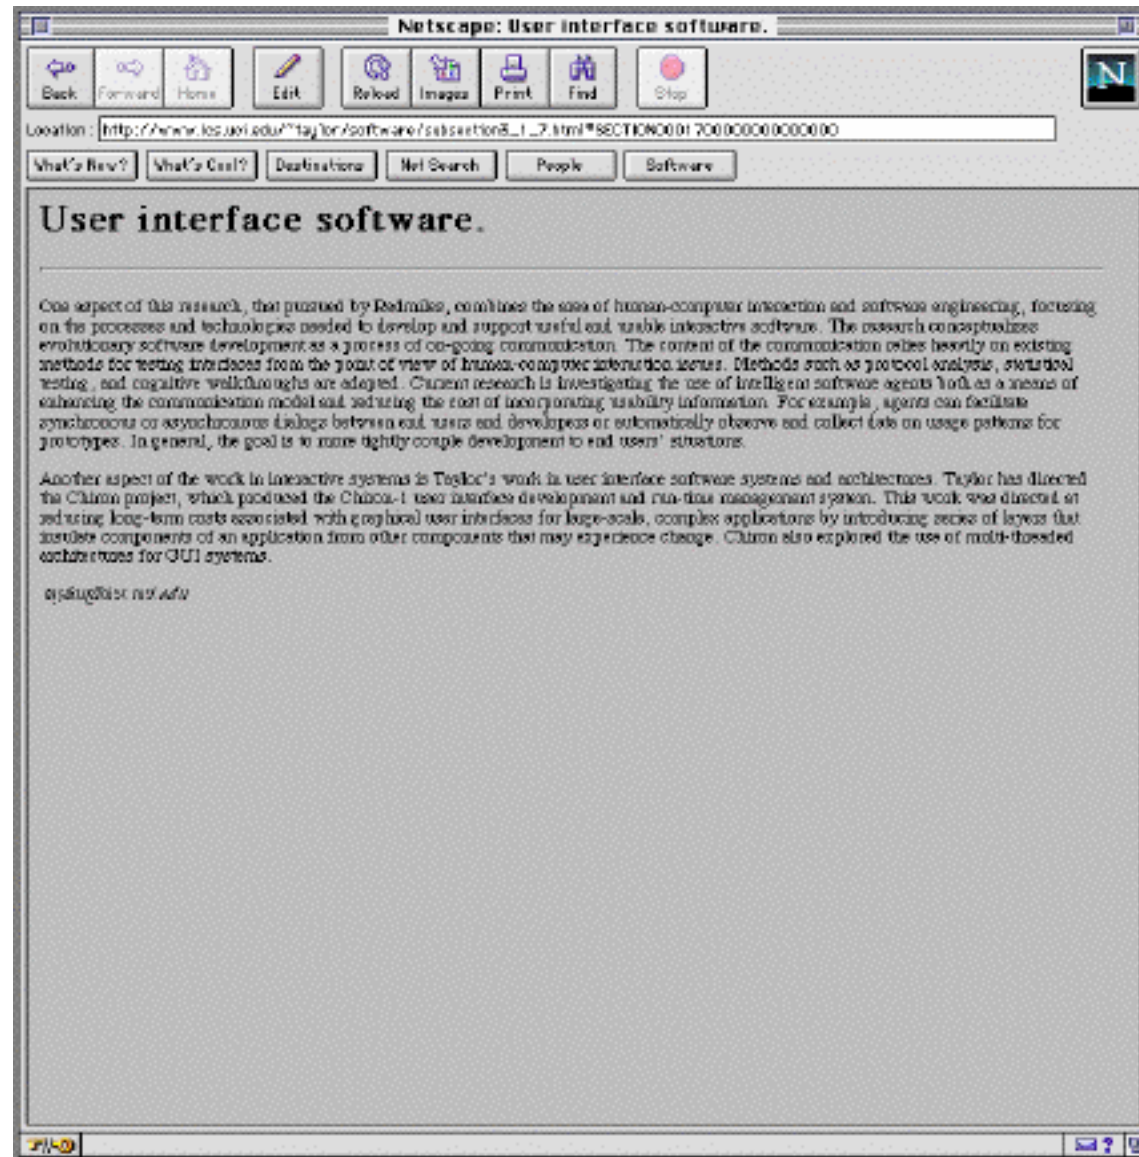 Netscape: User interface software.
Back Forward Home Edit Reload Images Print Find Stop
N
Location : http://www.ics.uci.edu/~taylor/software/subsection3_1_7.html#SECTION00017000000000000000
What's New? What's Cool? Destinations Net Search People Software
User interface software.
One aspect of this research, that pursued by Redmiles, combines the area of human-computer interaction and software engineering, focusing
on the processes and technologies needed to develop and support useful and usable interactive software. The research conceptualizes
evolutionary software development as a process of on-going communication. The content of the communication relies heavily on existing
methods for testing interfaces from the point of view of human-computer interaction issues. Methods such as protocol analysis, statistical
testing, and cognitive walkthroughs are adapted. Current research is investigating the use of intelligent software agents both as a means of
enhancing the communication model and reducing the cost of incorporating usability information. For example, agents can facilitate
synchronous or asynchronous dialogs between end users and developers or automatically observe and collect data on usage patterns for
prototypes. In general, the goal is to more tightly couple development to end users' situations.
Another aspect of the work in interactive systems is Taylor's work in user interface software systems and architectures. Taylor has directed
the Chiron project, which produced the Chiron-1 user interface development and run-time management system. This work was directed at
reducing long-term costs associated with graphical user interfaces for large-scale, complex applications by introducing series of layers that
insulate components of an application from other components that may experience change. Chiron also explored the use of multi-threaded
architectures for GUI systems.
?